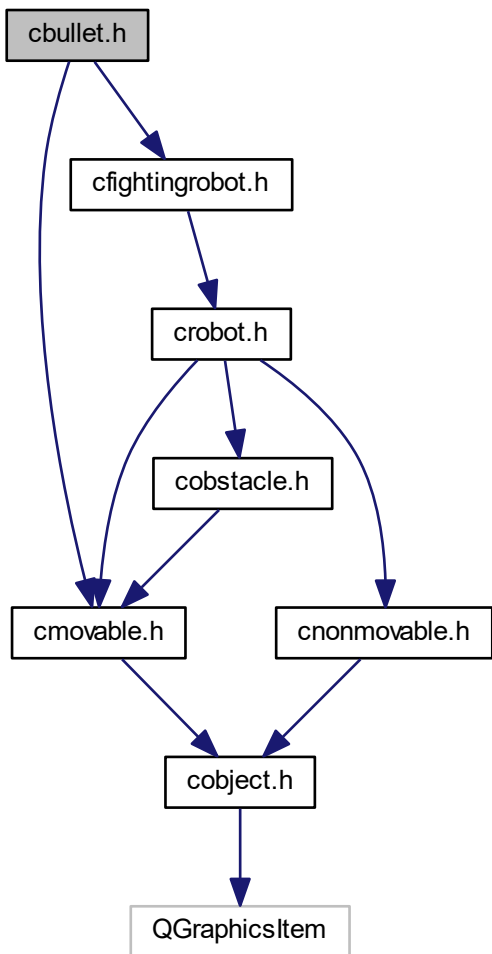 cbullet.h
cfightingrobot.h
crobot.h
cobstacle.h
cmovable.h
cnonmovable.h
cobject.h
QGraphicsItem